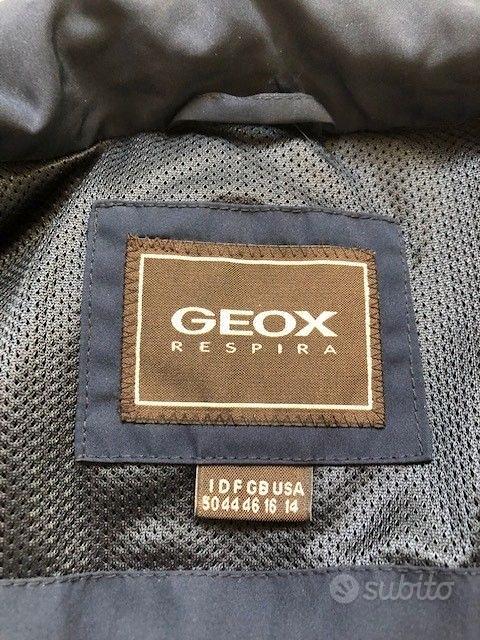 GEOX
RESPIRA
I D F GB USA
50 44 46 16 14
subito